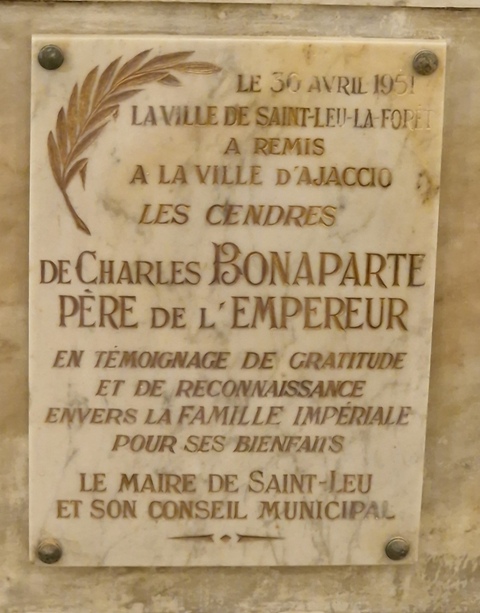 LE 30 AVRIL 1951
LA VILLE DE SAINT-LEU-LA-FORÊT
A REMIS
A LA VILLE D'AJACCIO
LES CENDRES
DE CHARLES BONAPARTE
PÈRE DE L'EMPEREUR
EN TÉMOIGNAGE DE GRATITUDE
ET DE RECONNAISSANCE
ENVERS LA FAMILLE IMPÉRIALE
POUR SES BIENFAITS
LE MAIRE DE SAINT-LEU
ET SON CONSEIL MUNICIPAL